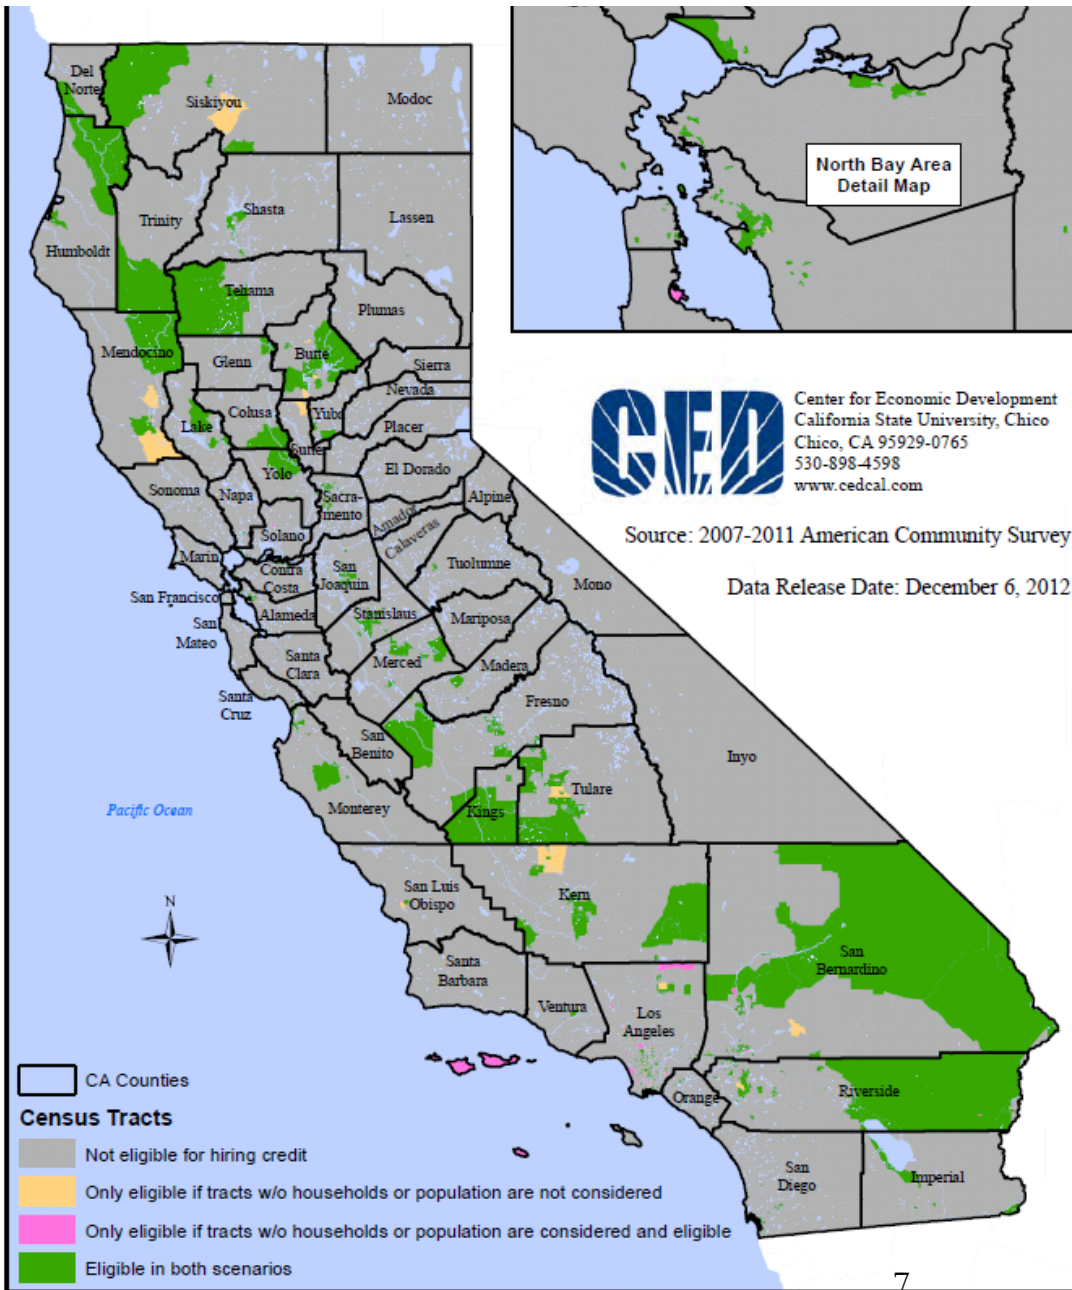 Del
Norte
Siskiyou
Modoc
Trinity
Shasta
Lassen
Humboldt
Tehama
Plumas
Mendocino
Glenn
Butte
Sierra
Nevada
Colusa
Yuba
Lake
Placer
Sutter
Yolo
El Dorado
Sonoma
Napa
Sacra-
mento
Alpine
Amador
Calaveras
Solano
Marin
Contra
Costa
San
Joaquin
Tuolumne
Mono
San Francisco
Alameda
Stanislaus
Mariposa
San
Mateo
Santa
Clara
Merced
Madera
Santa
Cruz
Fresno
San
Benito
Inyo
Tulare
Monterey
Kings
Pacific Ocean
N
San Luis
Obispo
Kern
San
Bernardino
Santa
Barbara
Ventura
Los
Angeles
Orange
Riverside
San
Diego
Imperial
North Bay Area
Detail Map
CED
Center for Economic Development
California State University, Chico
Chico, CA 95929-0765
530-898-4598
www.cedcal.com
Source: 2007-2011 American Community Survey
Data Release Date: December 6, 2012
CA Counties
Census Tracts
Not eligible for hiring credit
Only eligible if tracts w/o households or population are not considered
Only eligible if tracts w/o households or population are considered and eligible
Eligible in both scenarios
7